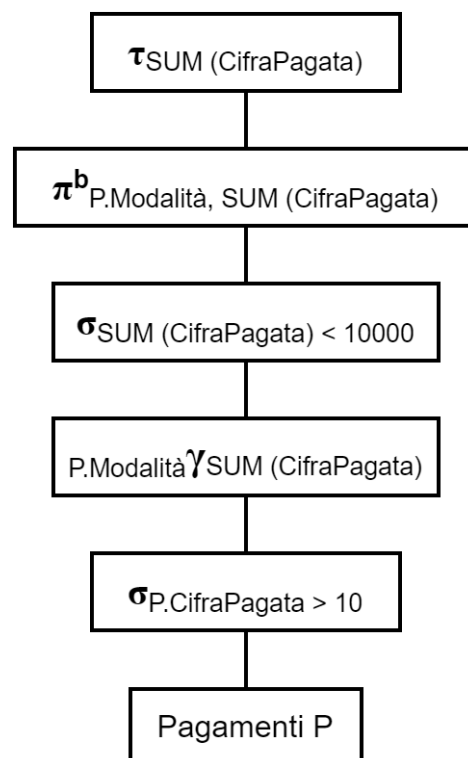 τSUM (CifraPagata)
πbP.Modalità, SUM (CifraPagata)
σSUM (CifraPagata) < 10000
P.ModalitàγSUM (CifraPagata)
σP.CifraPagata > 10
Pagamenti P